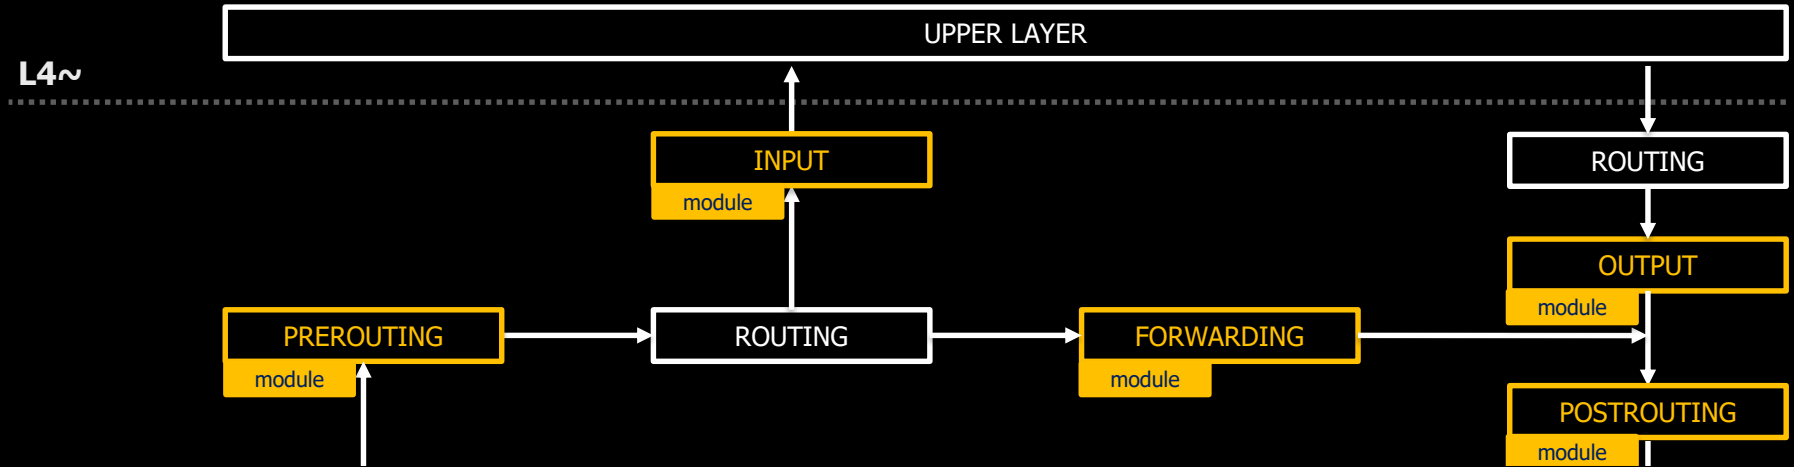 UPPER LAYER
L4~
INPUT
module
ROUTING
OUTPUT
module
PREROUTING
module
ROUTING
FORWARDING
module
POSTROUTING
module